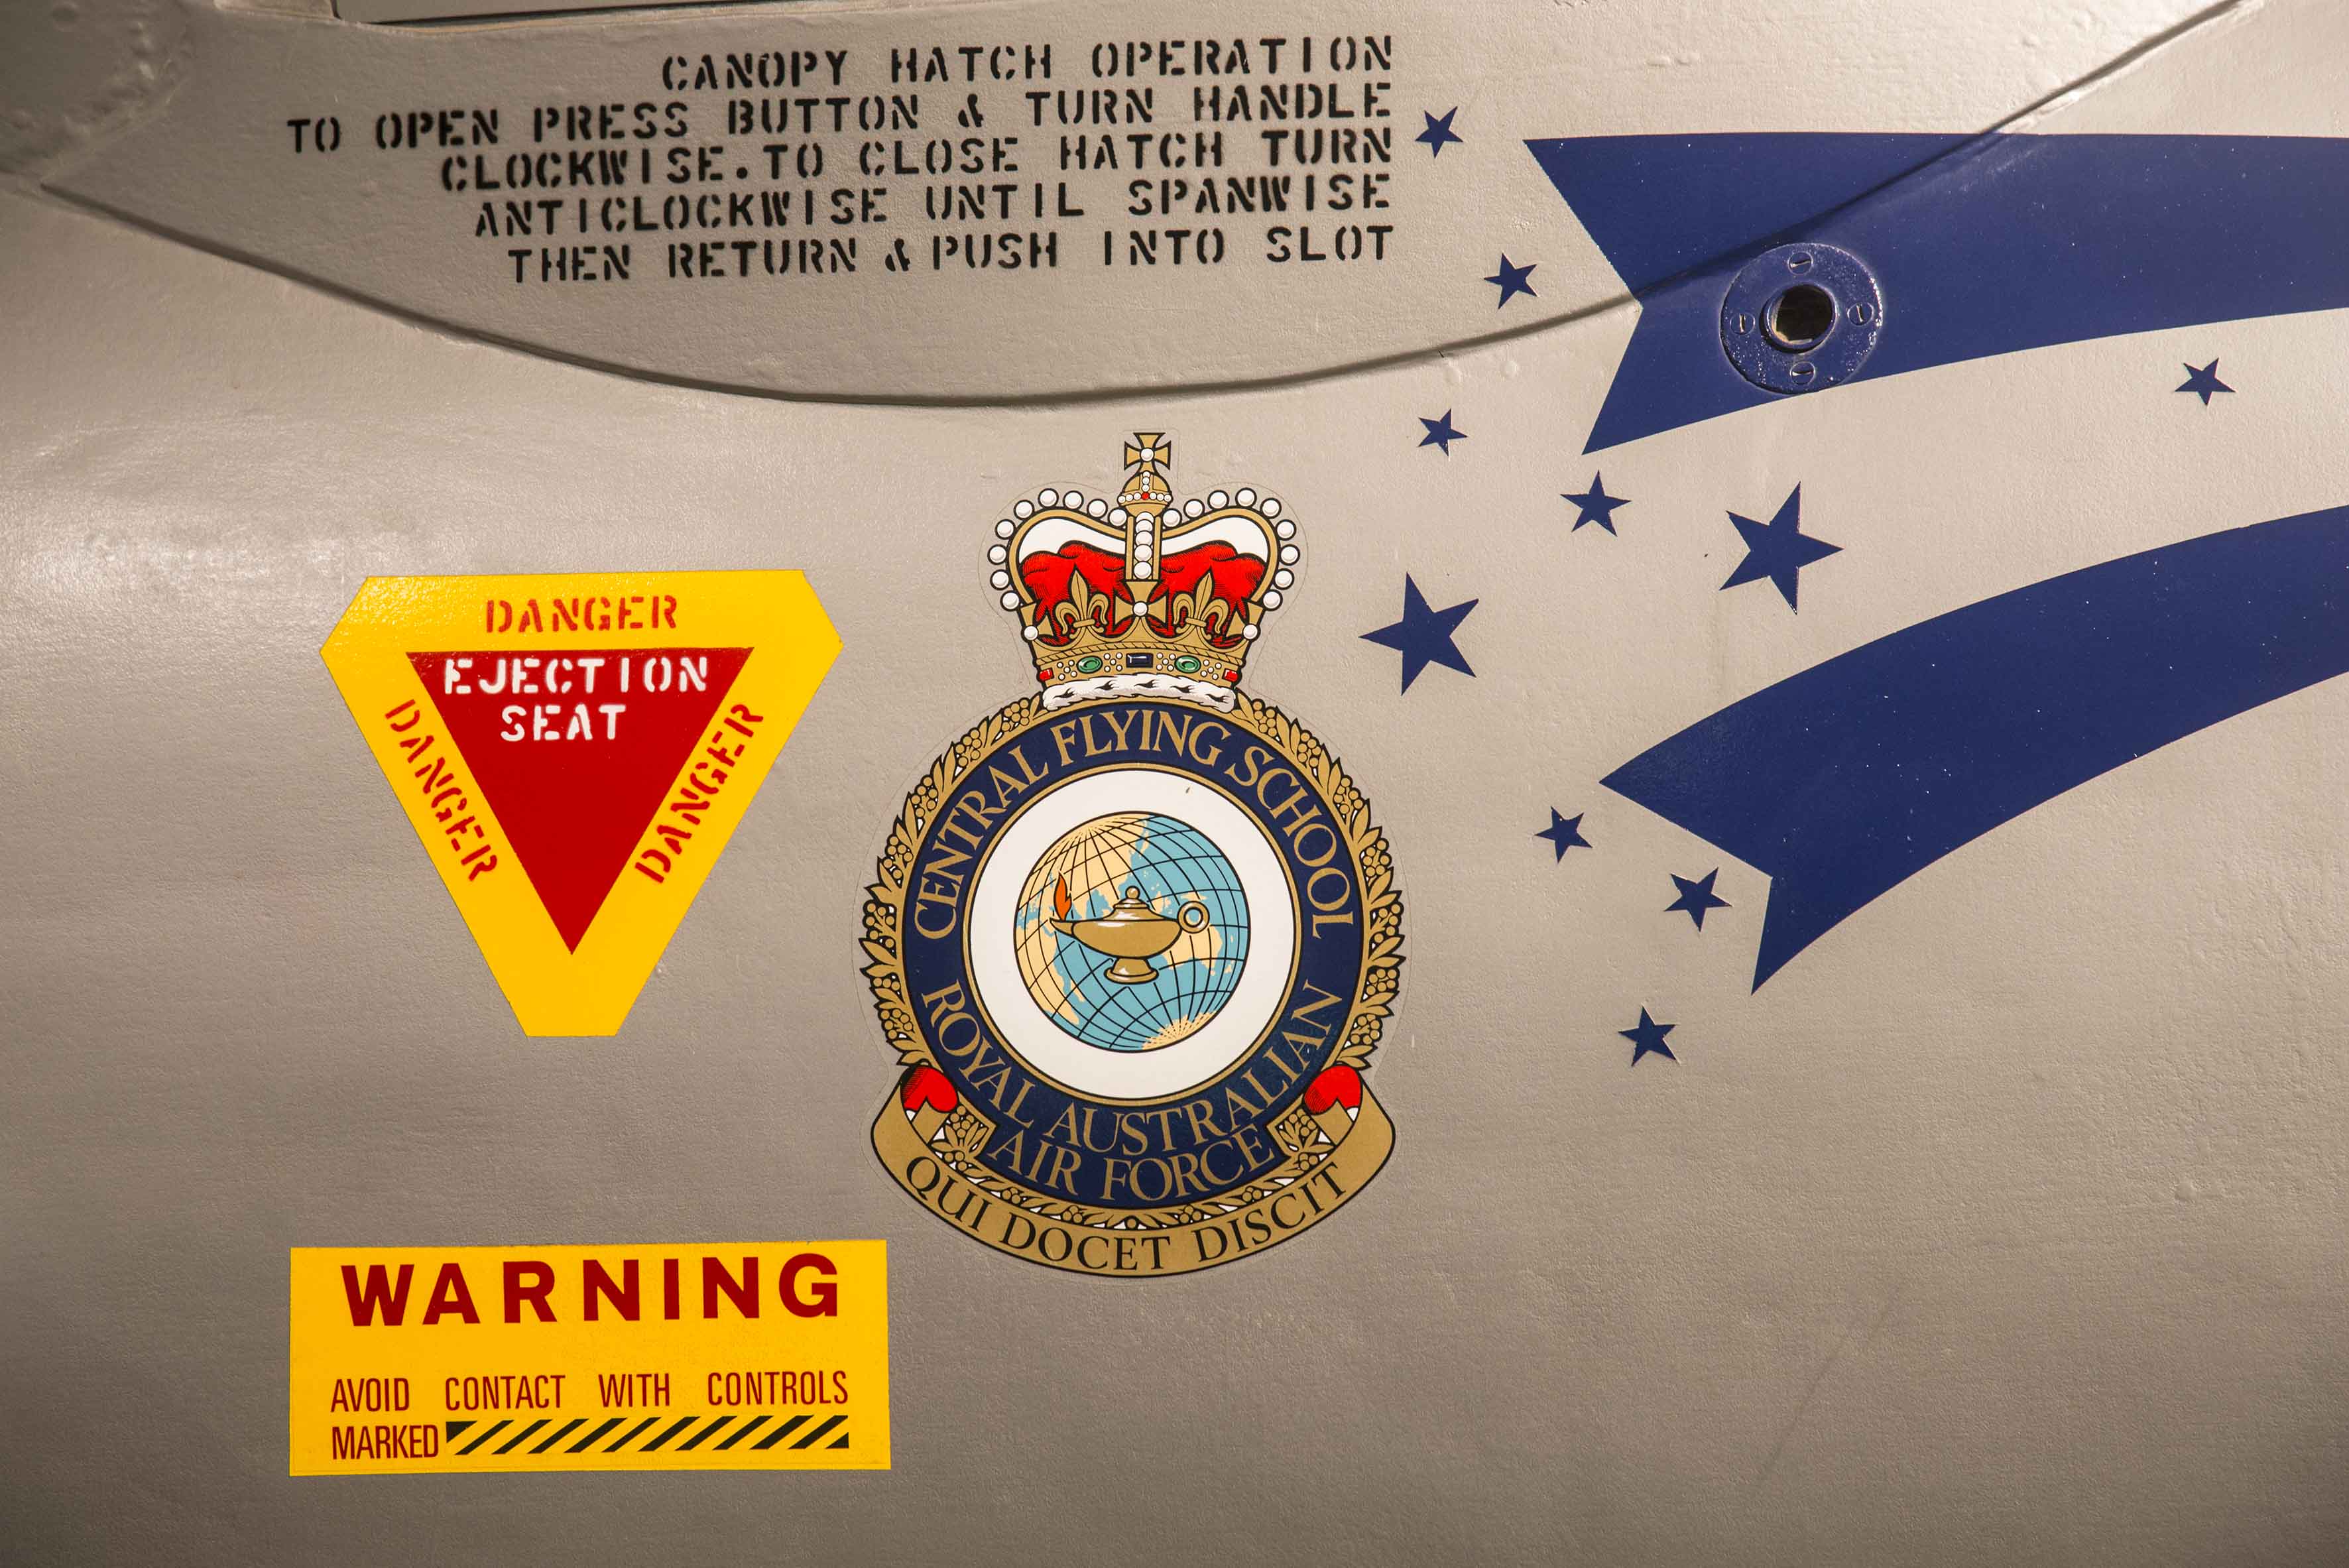 CANOPY HATCH OPERATION
TO OPEN PRESS BUTTON & TURN HANDLE
CLOCKWISE.TO CLOSE HATCH TURN
ANTICLOCKWISE UNTIL SPANWISE
THEN RETURN & PUSH INTO SLOT
DANGER
EJECTION
SEAT
DANGER
DANGER
CENTRAL FLYING SCHOOL
ROYAL AUSTRALIAN
AIR FORCE
QUI DOCET DISCIT
WARNING
AVOID CONTACT WITH CONTROLS
MARKED